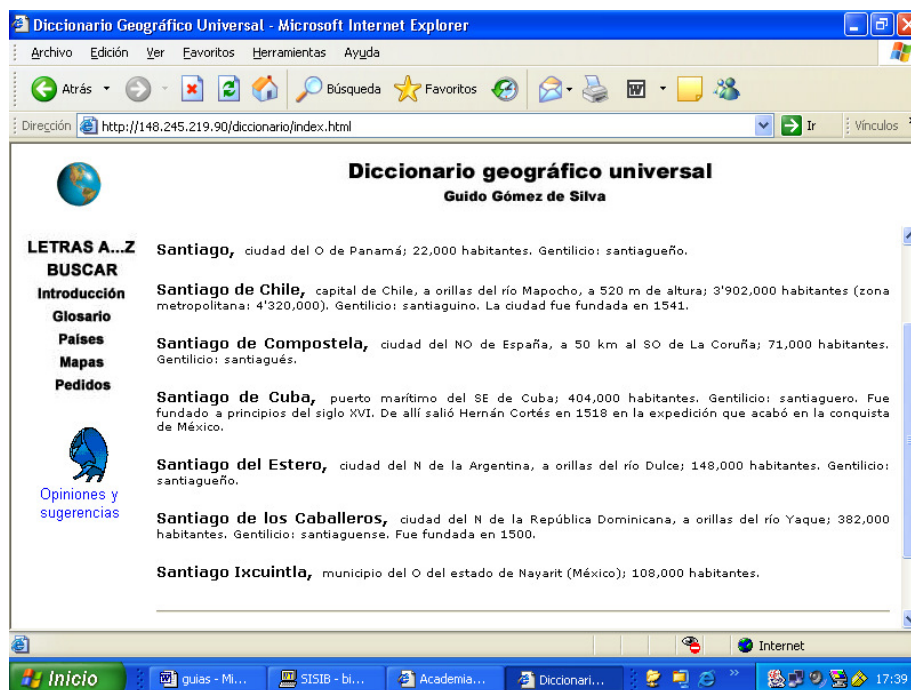 Diccionario Geográfico Universal - Microsoft Internet Explorer
Archivo Edición Ver Favoritos Herramientas Ayuda
Atrás Búsqueda Favoritos
Dirección http://148.245.219.90/diccionario/index.html Ir Vínculos
Diccionario geográfico universal
Guido Gómez de Silva
LETRAS A...Z
BUSCAR
Introducción
Glosario
Países
Mapas
Pedidos
Opiniones y
sugerencias
Santiago, ciudad del O de Panamá; 22,000 habitantes. Gentilicio: santiagueño.
Santiago de Chile, capital de Chile, a orillas del río Mapocho, a 520 m de altura; 3'902,000 habitantes (zona
metropolitana: 4'320,000). Gentilicio: santiaguino. La ciudad fue fundada en 1541.
Santiago de Compostela, ciudad del NO de España, a 50 km al SO de La Coruña; 71,000 habitantes.
Gentilicio: santiagués.
Santiago de Cuba, puerto marítimo del SE de Cuba; 404,000 habitantes. Gentilicio: santiaguero. Fue
fundado a principios del siglo XVI. De allí salió Hernán Cortés en 1518 en la expedición que acabó en la conquista
de México.
Santiago del Estero, ciudad del N de la Argentina, a orillas del río Dulce; 148,000 habitantes. Gentilicio:
santiagueño.
Santiago de los Caballeros, ciudad del N de la República Dominicana, a orillas del río Yaque; 382,000
habitantes. Gentilicio: santiaguense. Fue fundada en 1500.
Santiago Ixcuintla, municipio del O del estado de Nayarit (México); 108,000 habitantes.
Internet
Inicio guias - Mi... SISIB - bi... Academia... Diccionari... 17:39